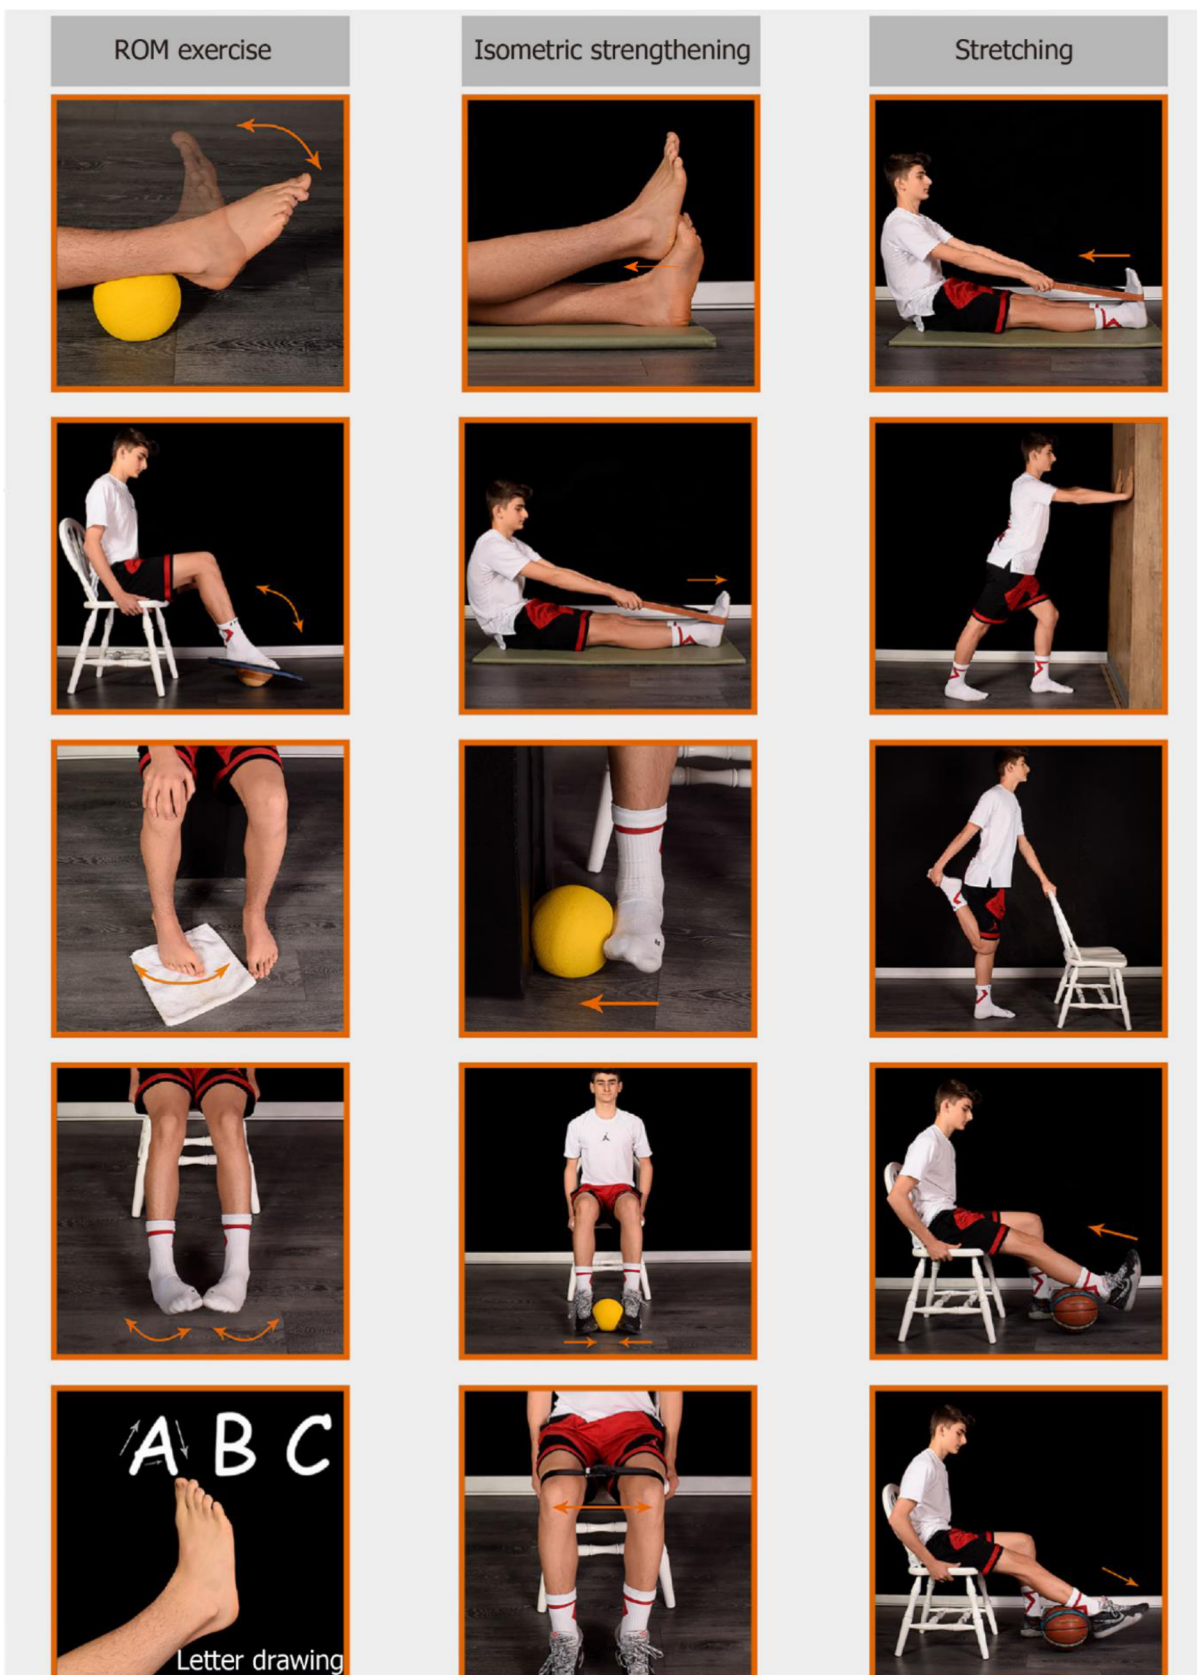 ROM exercise
Isometric strengthening
Stretching
A B C
Letter drawing